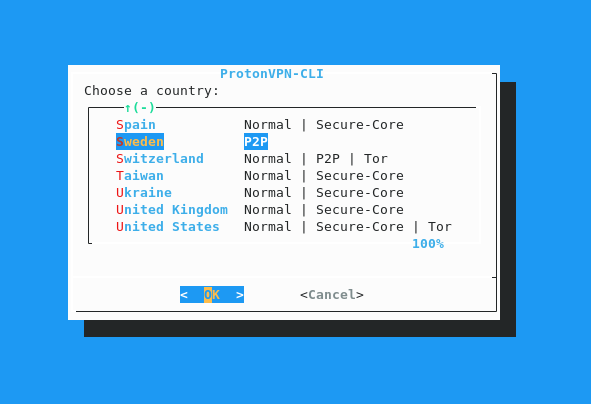 ProtonVPN-CLI
Choose a country:
↑(-)
Spain Normal | Secure-Core
Sweden P2P
Switzerland Normal | P2P | Tor
Taiwan Normal | Secure-Core
Ukraine Normal | Secure-Core
United Kingdom Normal | Secure-Core
United States Normal | Secure-Core | Tor
100%
< OK > <Cancel>